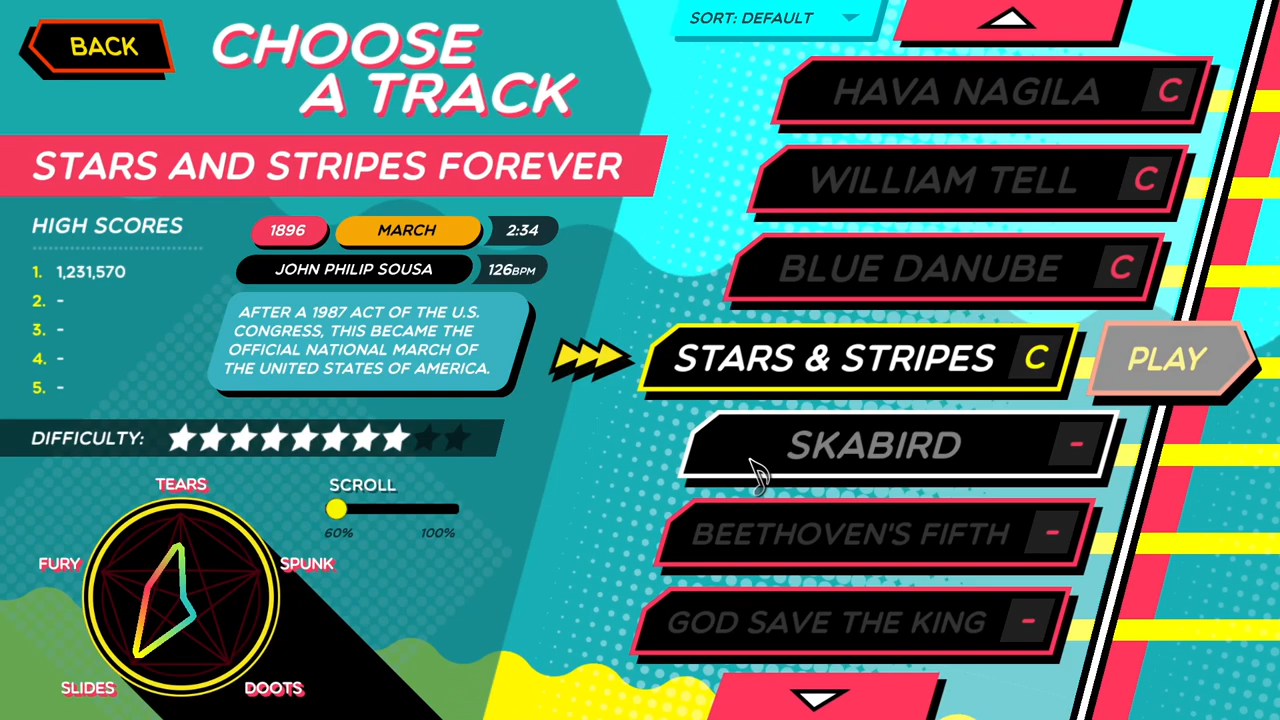 BACK
CHOOSE
A TRACK
SORT: DEFAULT
STARS AND STRIPES FOREVER
HIGH SCORES
1. 1,231,570
2. -
3. -
4. -
5. -
1896
MARCH
2:34
JOHN PHILIP SOUSA
126BPM
AFTER A 1987 ACT OF THE U.S.
CONGRESS, THIS BECAME THE
OFFICIAL NATIONAL MARCH OF
THE UNITED STATES OF AMERICA.
DIFFICULTY:
TEARS
FURY
SPUNK
SLIDES
DOOTS
SCROLL
60% 100%
HAVA NAGILA C
WILLIAM TELL C
BLUE DANUBE C
STARS & STRIPES C
PLAY
SKABIRD -
BEETHOVEN'S FIFTH -
GOD SAVE THE KING -